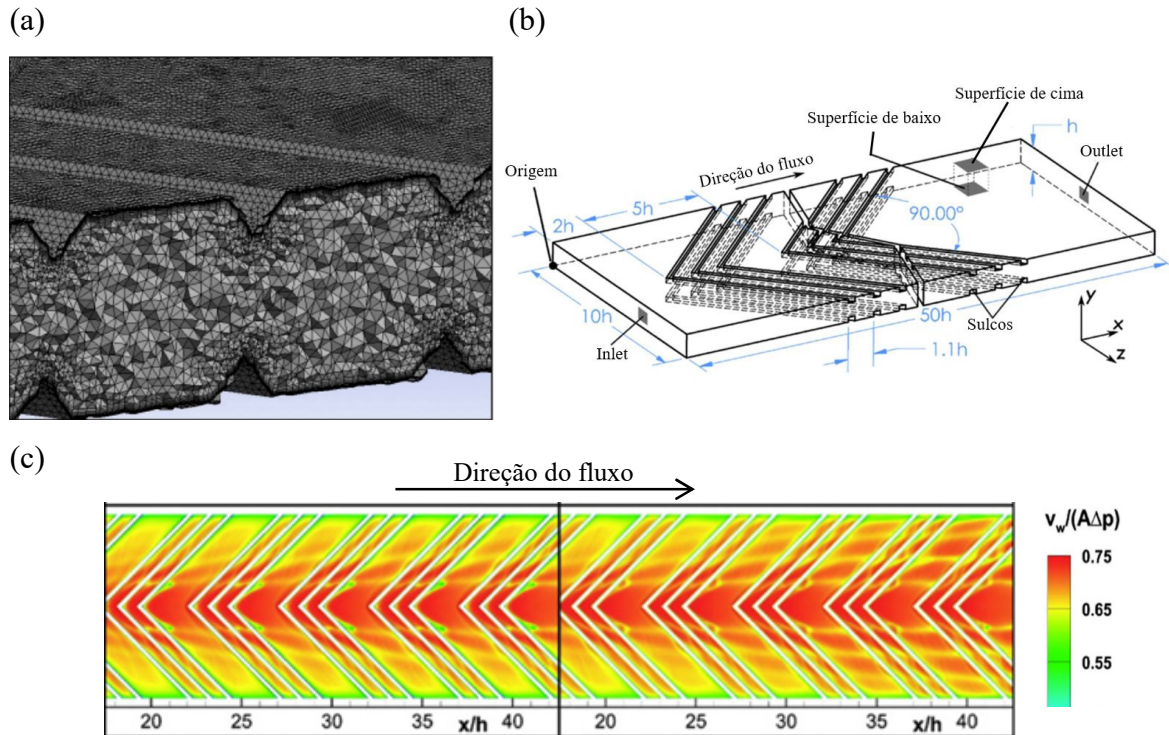 (a)
(b)
Superfície de cima
Superfície de baixo
h
Outlet
Origem
Direção do fluxo
5h
2h
90.00°
10h
Inlet
50h
Sulcos
1.1h
y
x
z
(c)
Direção do fluxo
v_w/(AΔp)
0.75
0.65
0.55
20 25 30 35 x/h 40 20 25 30 35 x/h 40